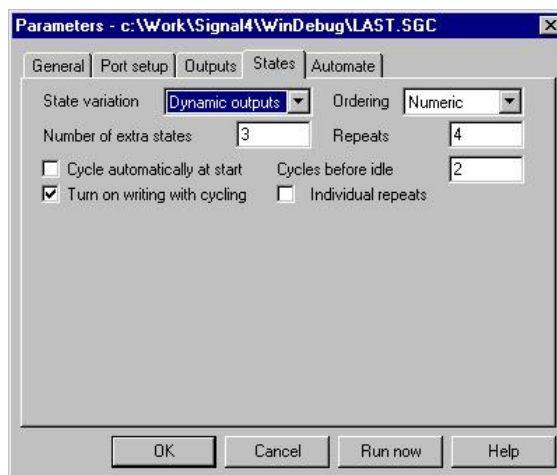 Parameters - c:\Work\Signal4\WinDebug\LAST.SGC
General Port setup Outputs States Automate
State variation Dynamic outputs Ordering Numeric
Number of extra states 3 Repeats 4
Cycle automatically at start Cycles before idle 2
Turn on writing with cycling Individual repeats
OK Cancel Run now Help